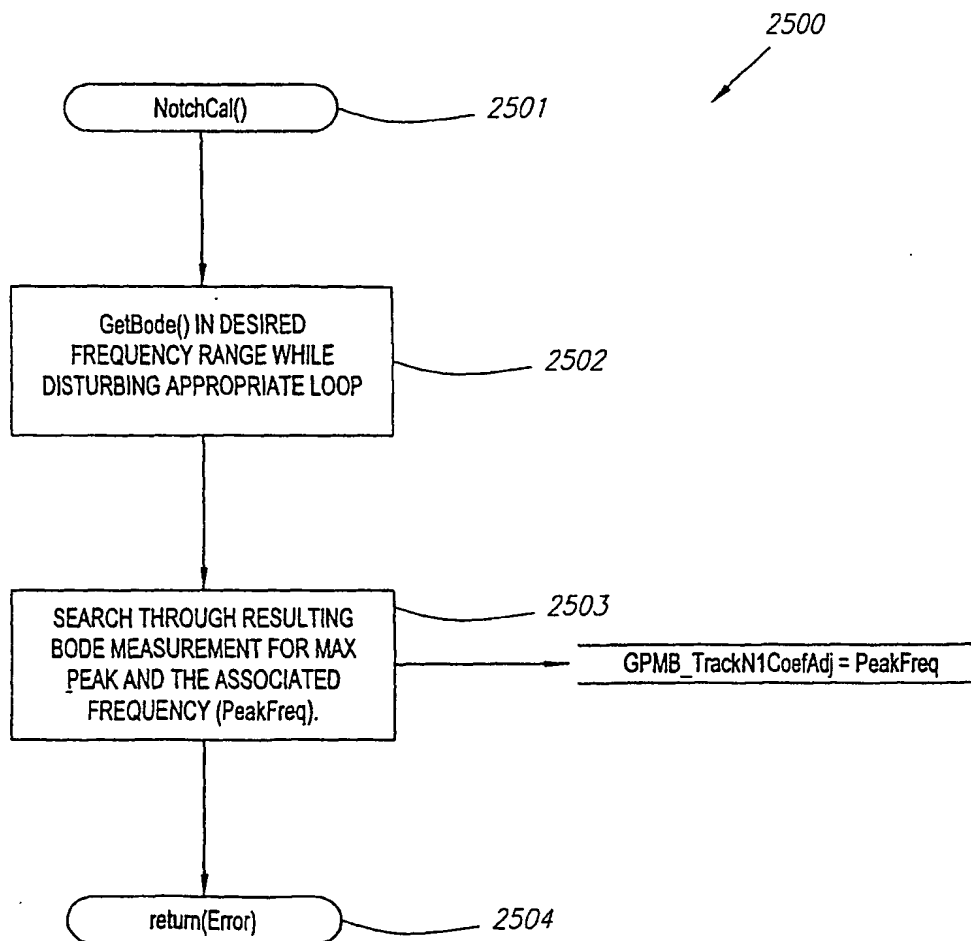 2500
NotchCal()
2501
GetBode() IN DESIRED
FREQUENCY RANGE WHILE
DISTURBING APPROPRIATE LOOP
2502
SEARCH THROUGH RESULTING
BODE MEASUREMENT FOR MAX
PEAK AND THE ASSOCIATED
FREQUENCY (PeakFreq).
2503
GPMB_TrackN1CoefAdj = PeakFreq
return(Error)
2504